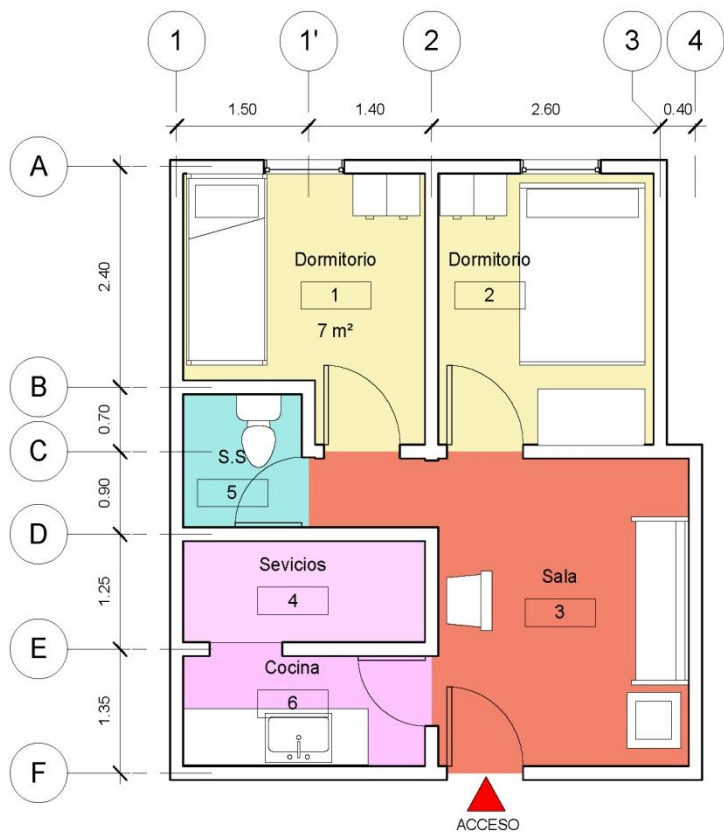 1
1'
2
3
4
1.50
1.40
2.60
0.40
A
B
C
D
E
F
2.40
0.70
0.90
1.25
1.35
Dormitorio
1
7 m²
Dormitorio
2
S.S
5
Sevicios
4
Sala
3
Cocina
6
ACCESO